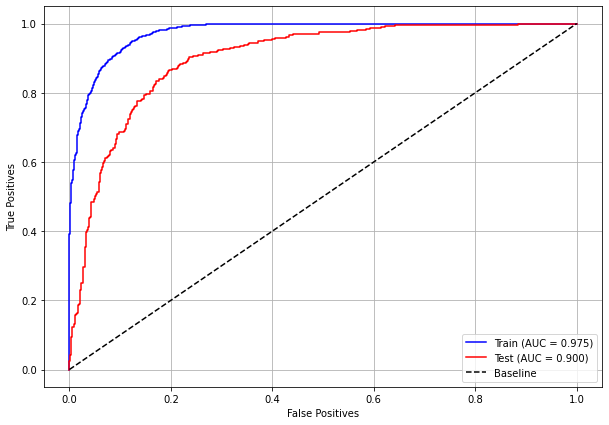 1.0
0.8
0.6
0.4
0.2
0.0
True Positives
0.0
0.2
0.4
0.6
0.8
1.0
False Positives
Train (AUC = 0.975)
Test (AUC = 0.900)
Baseline